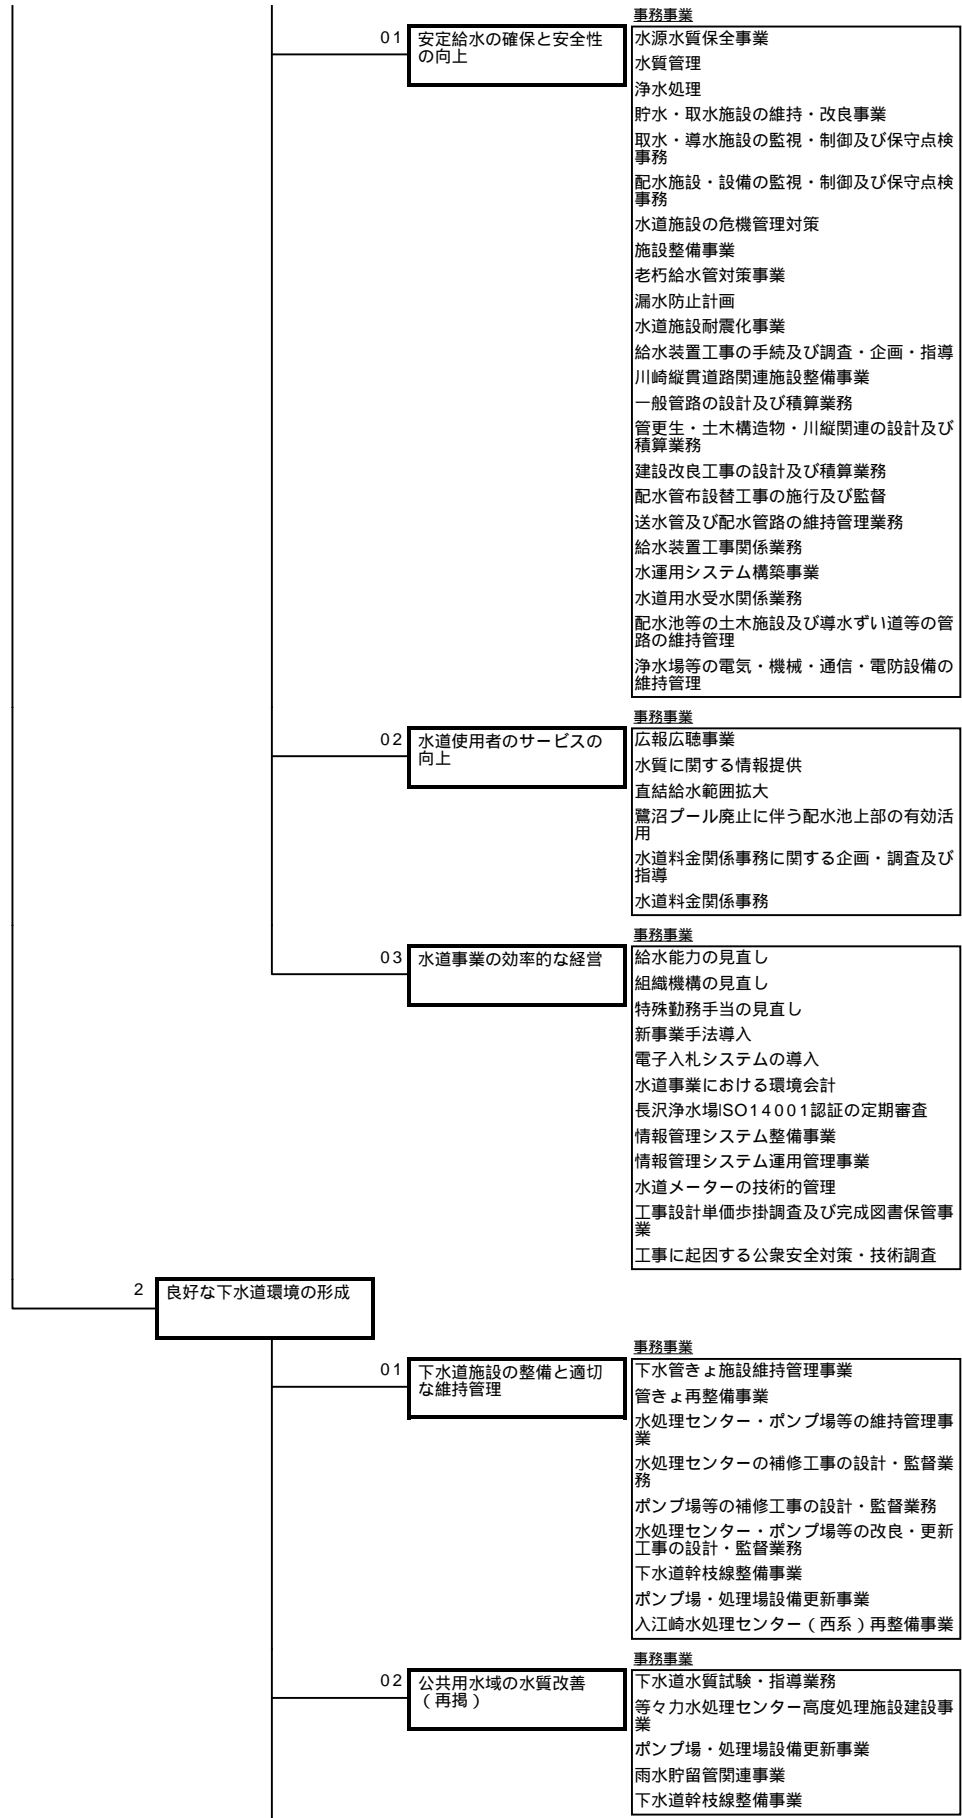 事務事業
01 安定給水の確保と安全性
の向上
水源水質保全事業
水質管理
浄水処理
貯水・取水施設の維持・改良事業
取水・導水施設の監視・制御及び保守点検
事務
配水施設・設備の監視・制御及び保守点検
事務
水道施設の危機管理対策
施設整備事業
老朽給水管対策事業
漏水防止計画
水道施設耐震化事業
給水装置工事の手続及び調査・企画・指導
川崎縦貫道路関連施設整備事業
一般管路の設計及び積算業務
管更生・土木構造物・川縦関連の設計及び
積算業務
建設改良工事の設計及び積算業務
配水管布設替工事の施行及び監督
送水管及び配水管路の維持管理業務
給水装置工事関係業務
水運用システム構築事業
水道用水受水関係業務
配水池等の土木施設及び導水ずい道等の管
路の維持管理
浄水場等の電気・機械・通信・電防設備の
維持管理
事務事業
02 水道使用者のサービスの
向上
広報広聴事業
水質に関する情報提供
直結給水範囲拡大
鷺沼プール廃止に伴う配水池上部の有効活
用
水道料金関係事務に関する企画・調査及び
指導
水道料金関係事務
事務事業
03 水道事業の効率的な経営
給水能力の見直し
組織機構の見直し
特殊勤務手当の見直し
新事業手法導入
電子入札システムの導入
水道事業における環境会計
長沢浄水場ISO14001認証の定期審査
情報管理システム整備事業
情報管理システム運用管理事業
水道メーターの技術的管理
工事設計単価歩掛調査及び完成図書保管事
業
工事に起因する公衆安全対策・技術調査
2 良好な下水道環境の形成
事務事業
01 下水道施設の整備と適切
な維持管理
下水管きょ施設維持管理事業
管きょ再整備事業
水処理センター・ポンプ場等の維持管理事
業
水処理センターの補修工事の設計・監督業
務
ポンプ場等の補修工事の設計・監督業務
水処理センター・ポンプ場等の改良・更新
工事の設計・監督業務
下水道幹枝線整備事業
ポンプ場・処理場設備更新事業
入江崎水処理センター（西系）再整備事業
事務事業
02 公共用水域の水質改善
（再掲）
下水道水質試験・指導業務
等々力水処理センター高度処理施設建設事
業
ポンプ場・処理場設備更新事業
雨水貯留管関連事業
下水道幹枝線整備事業